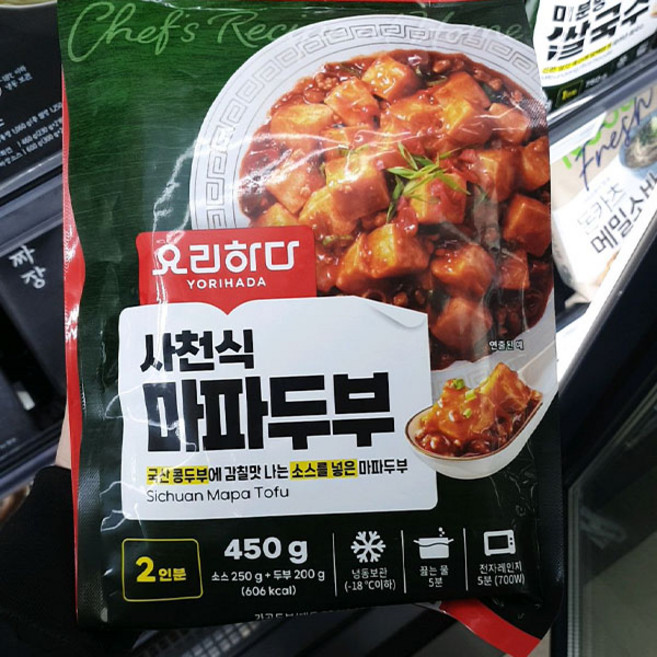 Chef's
요리하다
YORIHADA
연출된 예
사천식
마파두부
국산 콩두부에 감칠맛 나는 소스를 넣은 마파두부
Sichuan Mapa Tofu
2인분
450 g
소스 250 g + 두부 200 g
(606 kcal)
냉동보관
(-18 ℃이하)
끓는 물
5분
전자레인지
5분 (700W)
짜장
쌀국수
Fresh
메밀소바